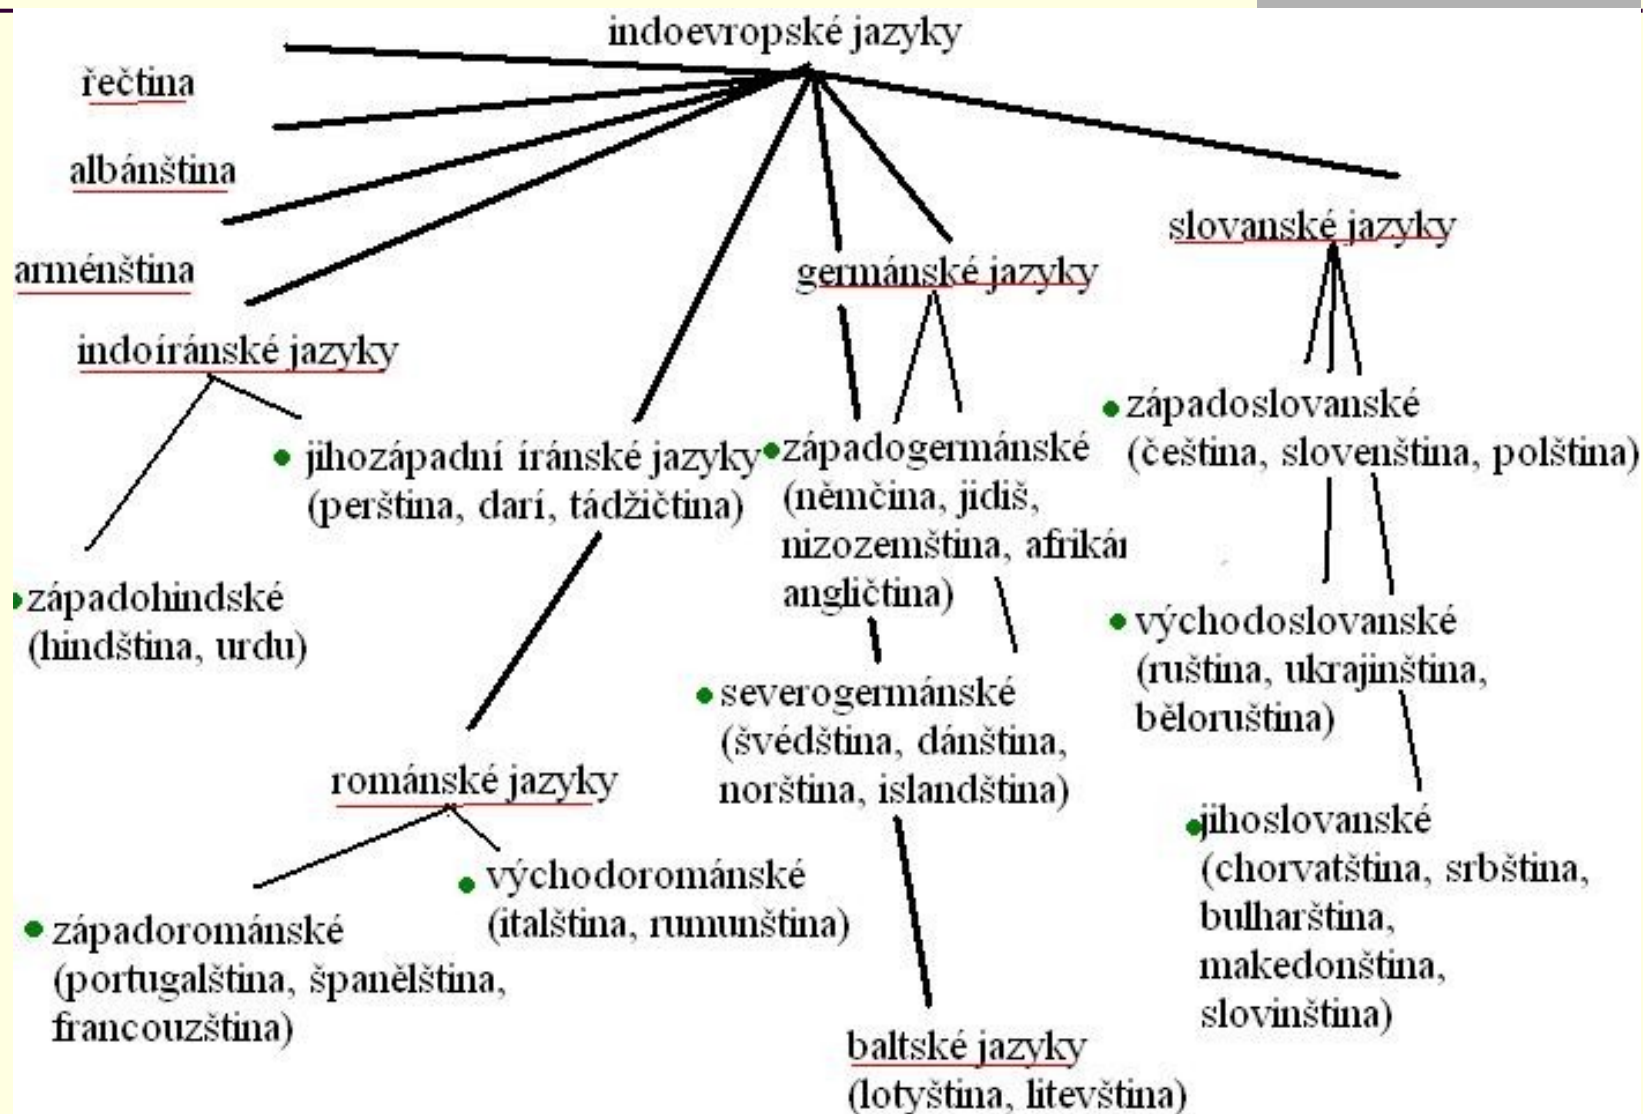 indoevropské jazyky
řečtina
albánština
arménština
indoíránské jazyky
západohindské
(hindština, urdu)
jihozápadní íránské jazyky
(perština, darí, tádžičtina)
románské jazyky
západorománské
(portugalština, španělština,
francouzština)
východorománské
(italština, rumunština)
germánské jazyky
západogermánské
(němčina, jidiš,
nizozemština,
angličtina)
severogermánské
(švédština, dánština,
norština, islandština)
baltské jazyky
(lotyština, litevština)
slovanské jazyky
západoslovanské
(čeština, slovenština, polština)
východoslovanské
(ruština, ukrajinština,
běloruština)
jihoslovanské
(chorvatština, srbština,
bulharština,
makedonština,
slovinština)